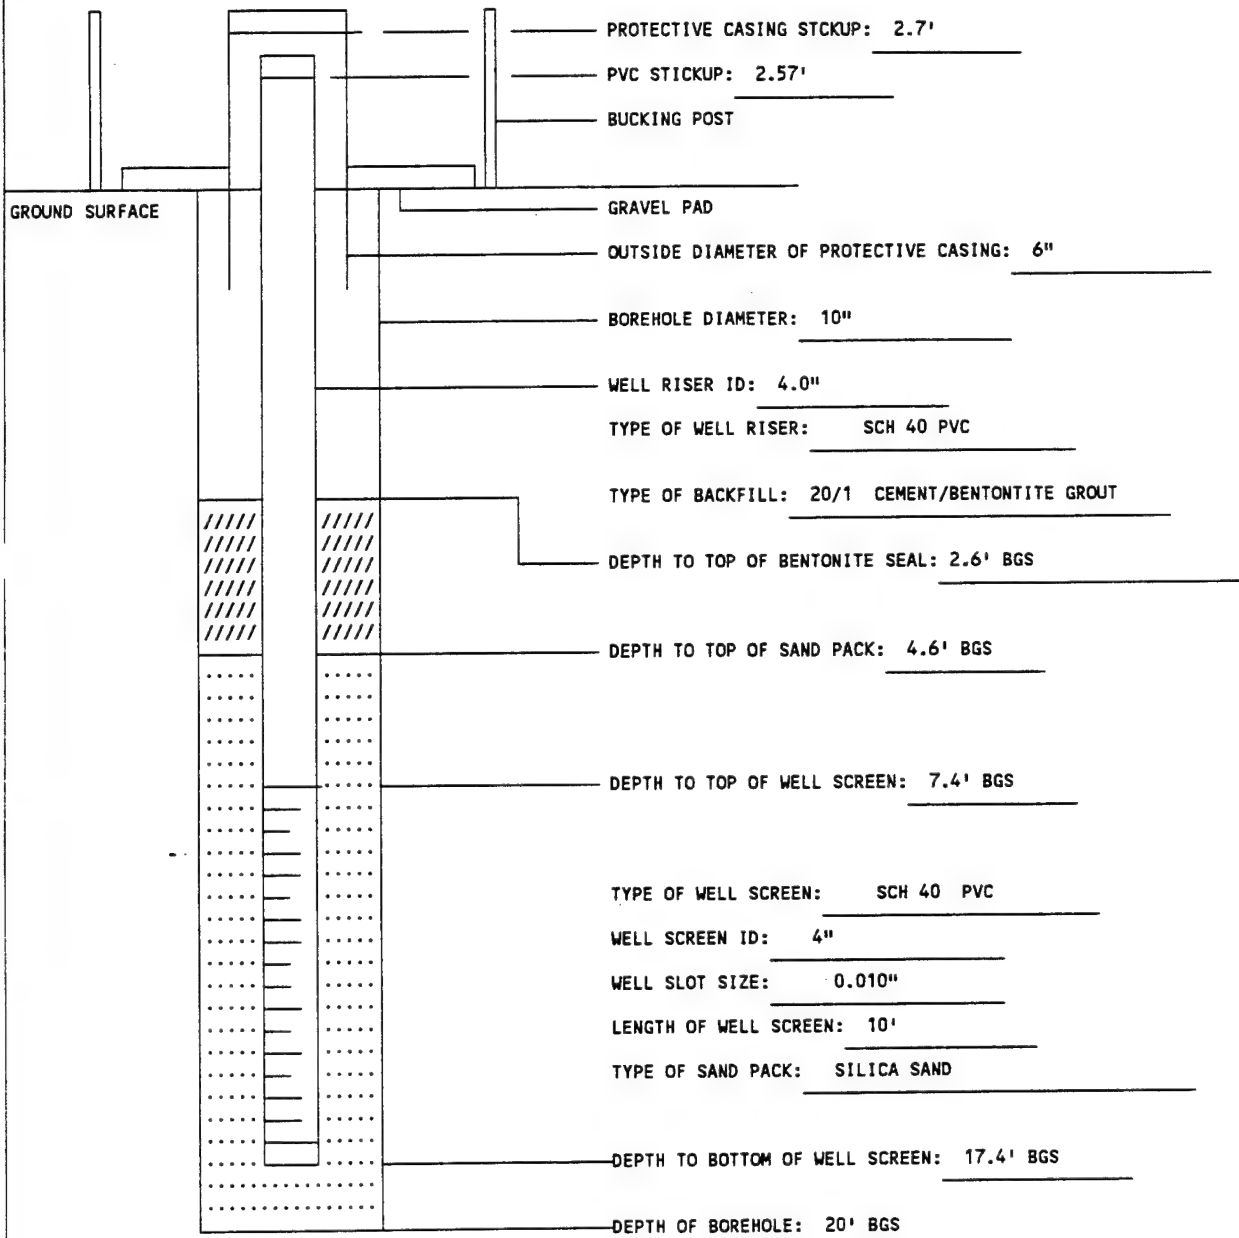 PROTECTIVE CASING STCKUP: 2.7'
PVC STICKUP: 2.57'
BUCKING POST
GROUND SURFACE
GRAVEL PAD
OUTSIDE DIAMETER OF PROTECTIVE CASING: 6"
BOREHOLE DIAMETER: 10"
WELL RISER ID: 4.0"
TYPE OF WELL RISER: SCH 40 PVC
TYPE OF BACKFILL: 20/1 CEMENT/BENTONTITE GROUT
DEPTH TO TOP OF BENTONITE SEAL: 2.6' BGS
DEPTH TO TOP OF SAND PACK: 4.6' BGS
DEPTH TO TOP OF WELL SCREEN: 7.4' BGS
TYPE OF WELL SCREEN: SCH 40 PVC
WELL SCREEN ID: 4"
WELL SLOT SIZE: 0.010"
LENGTH OF WELL SCREEN: 10'
TYPE OF SAND PACK: SILICA SAND
DEPTH TO BOTTOM OF WELL SCREEN: 17.4' BGS
DEPTH OF BOREHOLE: 20' BGS